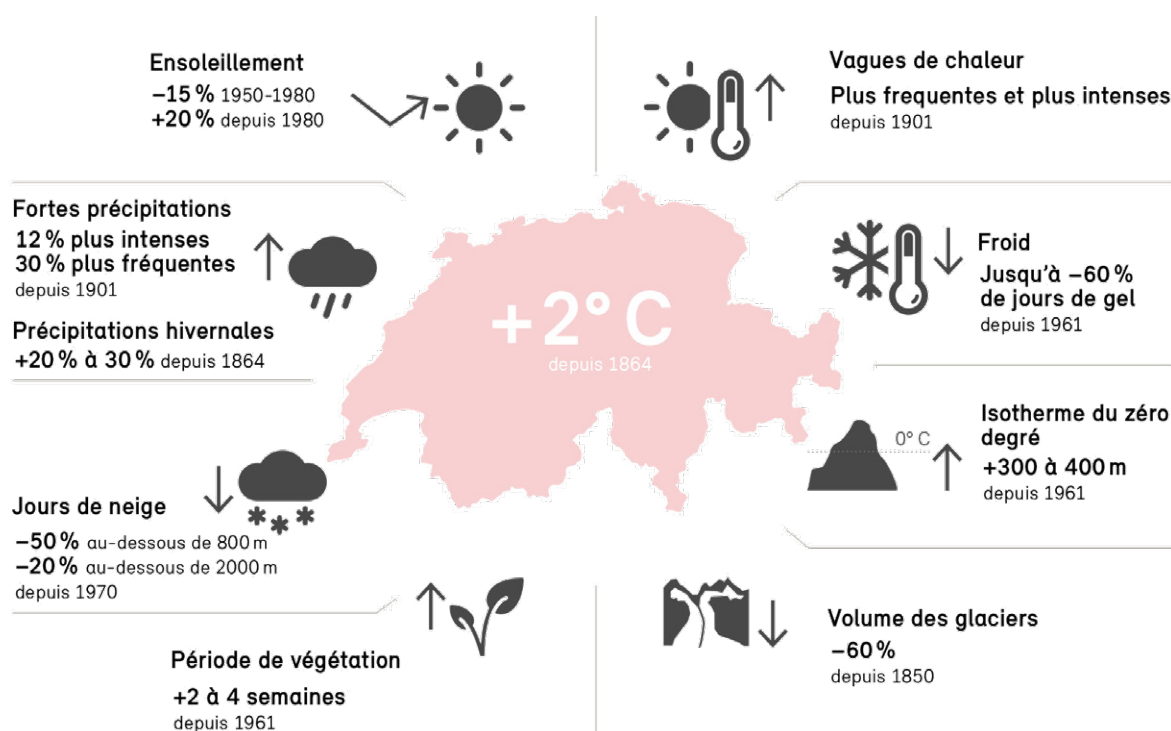 Ensoleillement
–15 % 1950-1980
+20 % depuis 1980
Vagues de chaleur
Plus frequentes et plus intenses
depuis 1901
Fortes précipitations
12 % plus intenses
30 % plus fréquentes
depuis 1901
Précipitations hivernales
+20 % à 30 % depuis 1864
+2° C
depuis 1864
Froid
Jusqu'à –60 %
de jours de gel
depuis 1961
Isotherme du zéro
degré
+300 à 400 m
depuis 1961
0° C
Jours de neige
–50 % au-dessous de 800 m
–20 % au-dessous de 2000 m
depuis 1970
Période de végétation
+2 à 4 semaines
depuis 1961
Volume des glaciers
–60 %
depuis 1850